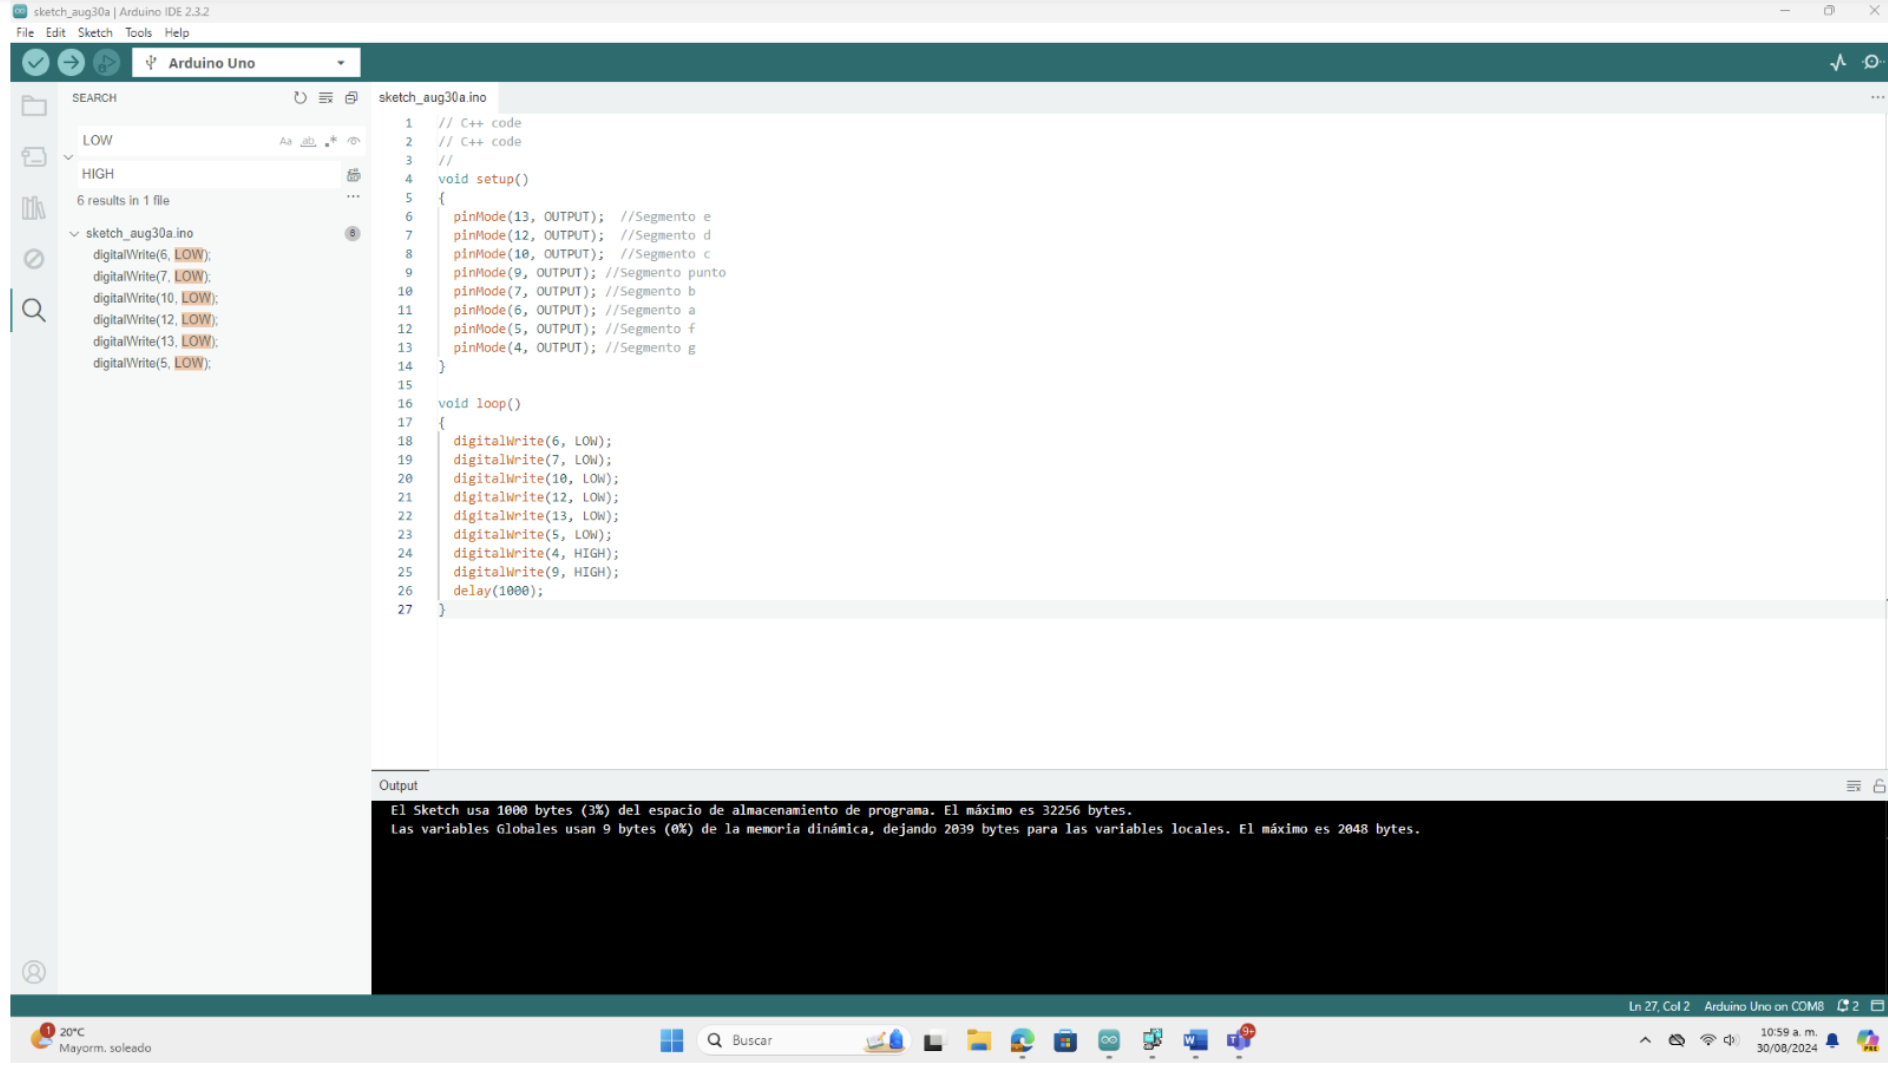 sketch_aug30a | Arduino IDE 2.3.2
File Edit Sketch Tools Help
Arduino Uno
SEARCH
LOW
Aa ab .*
HIGH
6 results in 1 file
...
sketch_aug30a.ino
8
digitalWrite(6, LOW);
digitalWrite(7, LOW);
digitalWrite(10, LOW);
digitalWrite(12, LOW);
digitalWrite(13, LOW);
digitalWrite(5, LOW);
sketch_aug30a.ino
...
1 // C++ code
2 // C++ code
3 //
4 void setup()
5 {
6 pinMode(13, OUTPUT); //Segmento e
7 pinMode(12, OUTPUT); //Segmento d
8 pinMode(10, OUTPUT); //Segmento c
9 pinMode(9, OUTPUT); //Segmento punto
10 pinMode(7, OUTPUT); //Segmento b
11 pinMode(6, OUTPUT); //Segmento a
12 pinMode(5, OUTPUT); //Segmento f
13 pinMode(4, OUTPUT); //Segmento g
14 }
15
16 void loop()
17 {
18 digitalWrite(6, LOW);
19 digitalWrite(7, LOW);
20 digitalWrite(10, LOW);
21 digitalWrite(12, LOW);
22 digitalWrite(13, LOW);
23 digitalWrite(5, LOW);
24 digitalWrite(4, HIGH);
25 digitalWrite(9, HIGH);
26 delay(1000);
27 }
Output
El Sketch usa 1000 bytes (3%) del espacio de almacenamiento de programa. El máximo es 32256 bytes.
Las variables Globales usan 9 bytes (0%) de la memoria dinámica, dejando 2039 bytes para las variables locales. El máximo es 2048 bytes.
Ln 27, Col 2 Arduino Uno on COM8 2
1
20°C
Mayorm. soleado
Buscar
W
T
9+
10:59 a. m.
30/08/2024
PRE